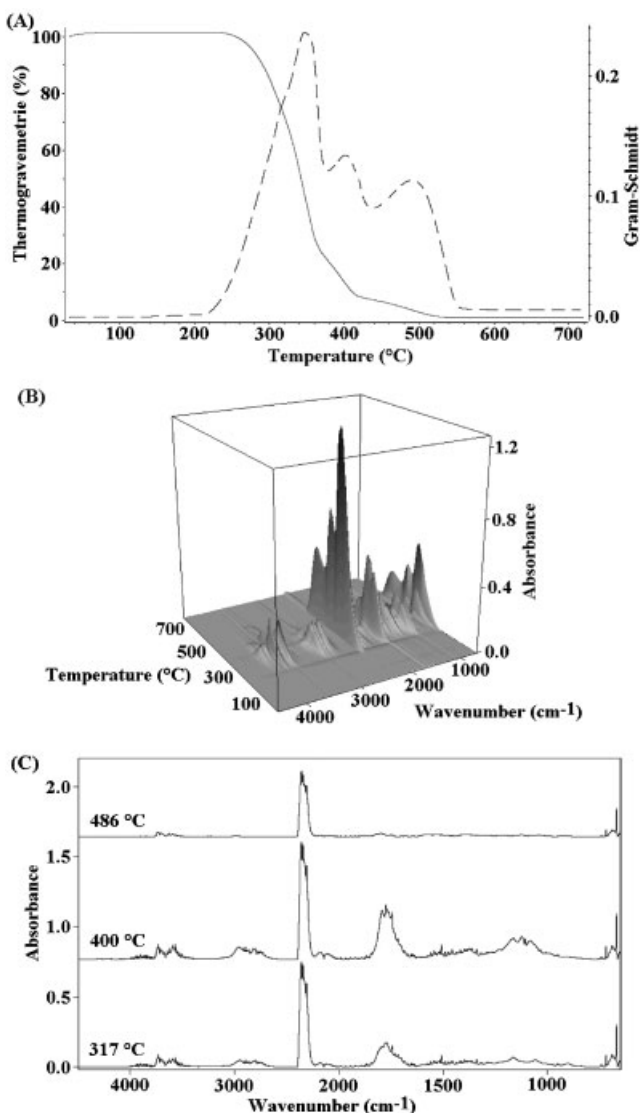 (A)
100
80
60
40
20
0
Thermogravemetrie (%)
0.2
0.1
0.0
Gram-Schmidt
100 200 300 400 500 600 700
Temperature (°C)
(B)
1.2
0.8
0.4
0.0
Absorbance
700
500
300
100
Temperature (°C)
4000 3000 2000 1000
Wavenumber (cm-1)
(C)
2.0
1.5
1.0
0.5
0.0
Absorbance
486 °C
400 °C
317 °C
4000 3000 2000 1500 1000
Wavenumber (cm-1)